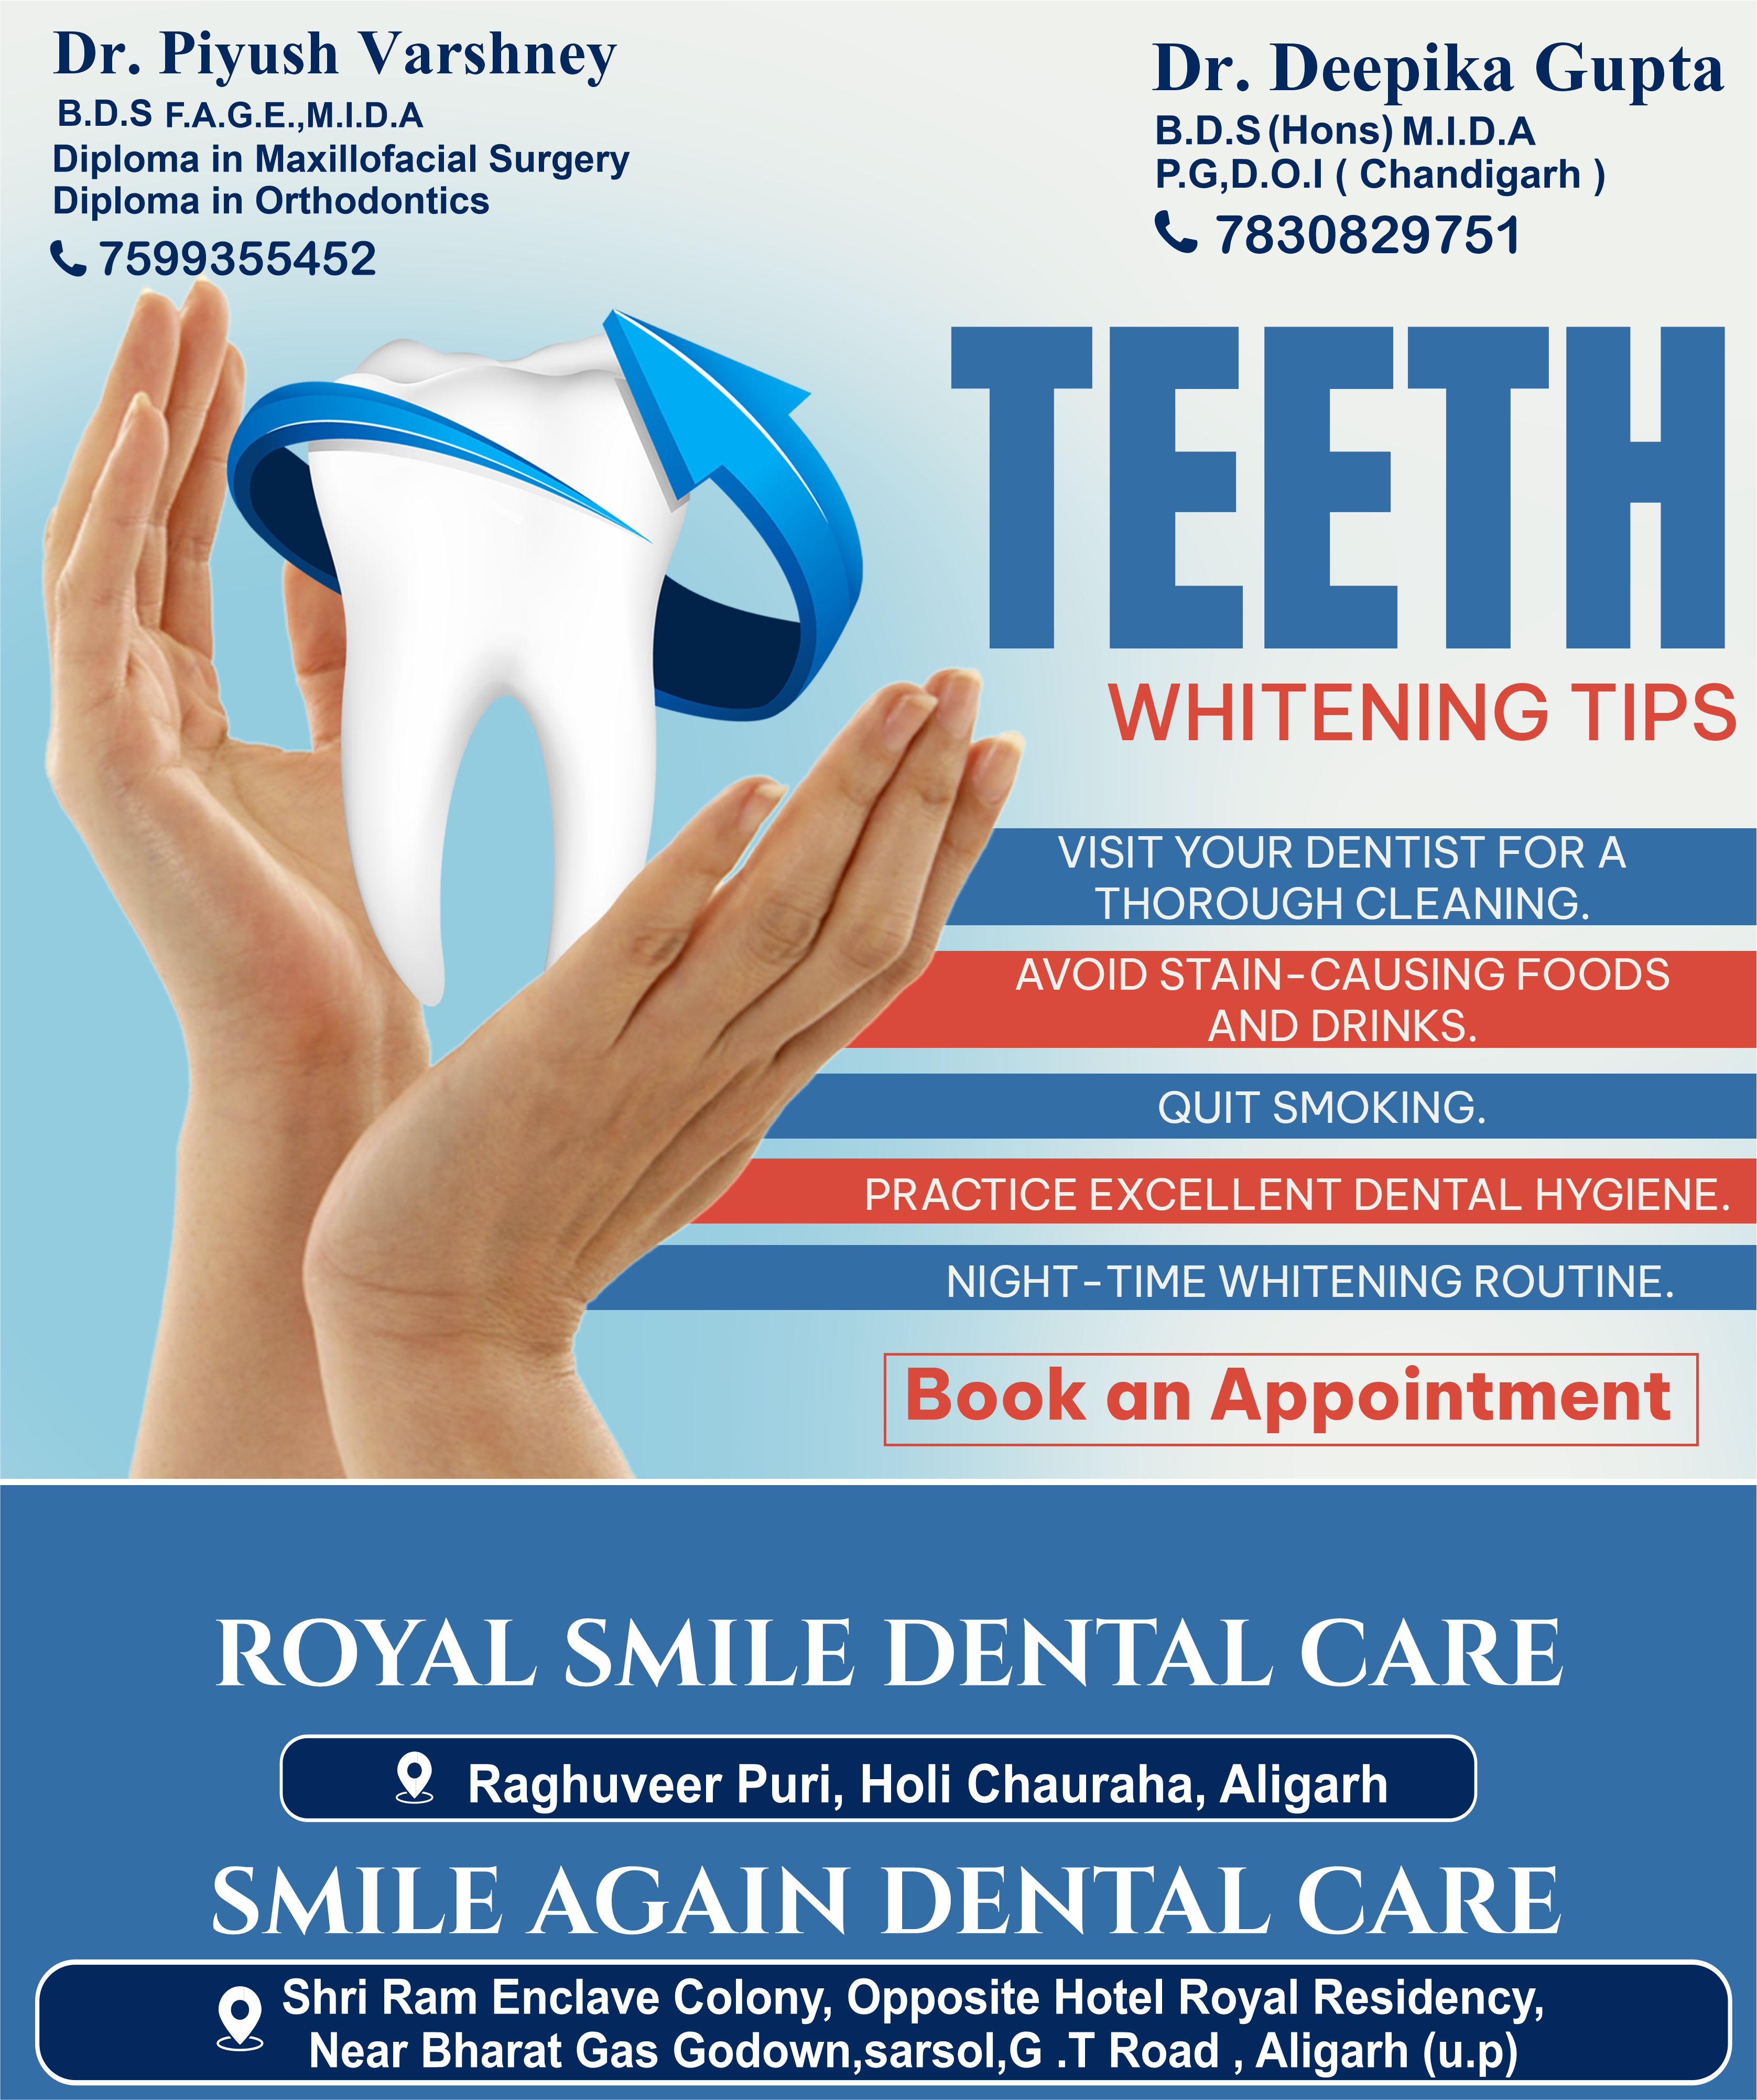 Dr. Piyush Varshney
B.D.S F.A.G.E.,M.I.D.A
Diploma in Maxillofacial Surgery
Diploma in Orthodontics
7599355452
Dr. Deepika Gupta
B.D.S (Hons) M.I.D.A
P.G,D.O.I ( Chandigarh )
7830829751
TEETH
WHITENING TIPS
VISIT YOUR DENTIST FOR A
THOROUGH CLEANING.
AVOID STAIN-CAUSING FOODS
AND DRINKS.
QUIT SMOKING.
PRACTICE EXCELLENT DENTAL HYGIENE.
NIGHT-TIME WHITENING ROUTINE.
Book an Appointment
ROYAL SMILE DENTAL CARE
Raghuveer Puri, Holi Chauraha, Aligarh
SMILE AGAIN DENTAL CARE
Shri Ram Enclave Colony, Opposite Hotel Royal Residency,
Near Bharat Gas Godown,sarsol,G .T Road , Aligarh (u.p)